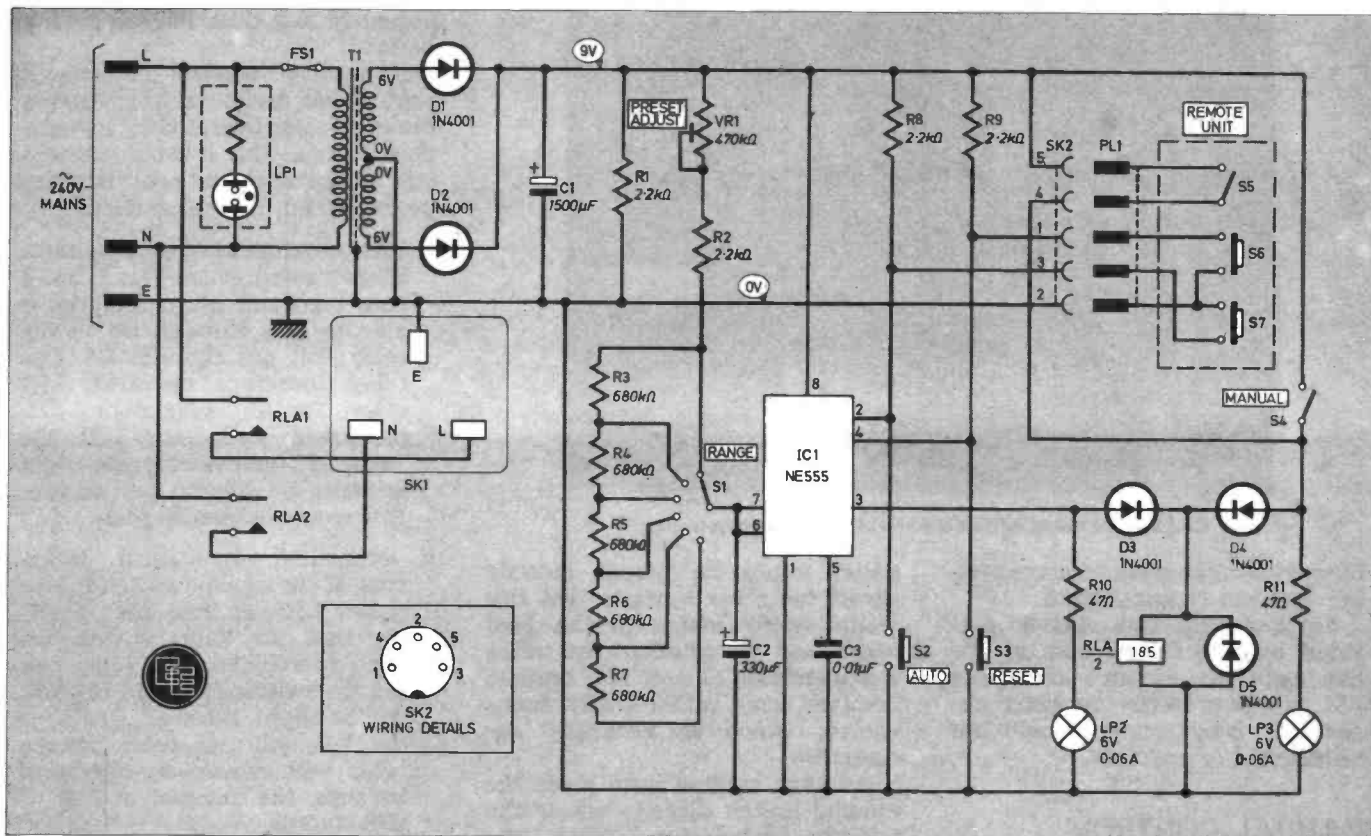 L
FS1
T1
6V
D1
1N4001
9V
PRESET
ADJUST
VR1
470kΩ
R8
2.2kΩ
R9
2.2kΩ
SK2
PL1
REMOTE
UNIT
5
4
1
3
2
S5
S6
S7
~
240V
MAINS
LP1
0V
0V
D2
1N4001
6V
+
C1
1500µF
R1
2.2kΩ
R2
2.2kΩ
N
E
0V
E
RLA1
N
L
SK1
RLA2
R3
680kΩ
R4
680kΩ
R5
680kΩ
R6
680kΩ
R7
680kΩ
RANGE
S1
8
2
4
IC1
NE555
7
6
3
1
5
MANUAL
S4
D3
1N4001
D4
1N4001
R10
47Ω
R11
47Ω
+
C2
330µF
C3
0·01µF
S2
AUTO
S3
RESET
RLA
2
185
D5
1N4001
LP2
6V
0·06A
LP3
6V
0·06A
EE
2
4
5
1
3
SK2
WIRING DETAILS